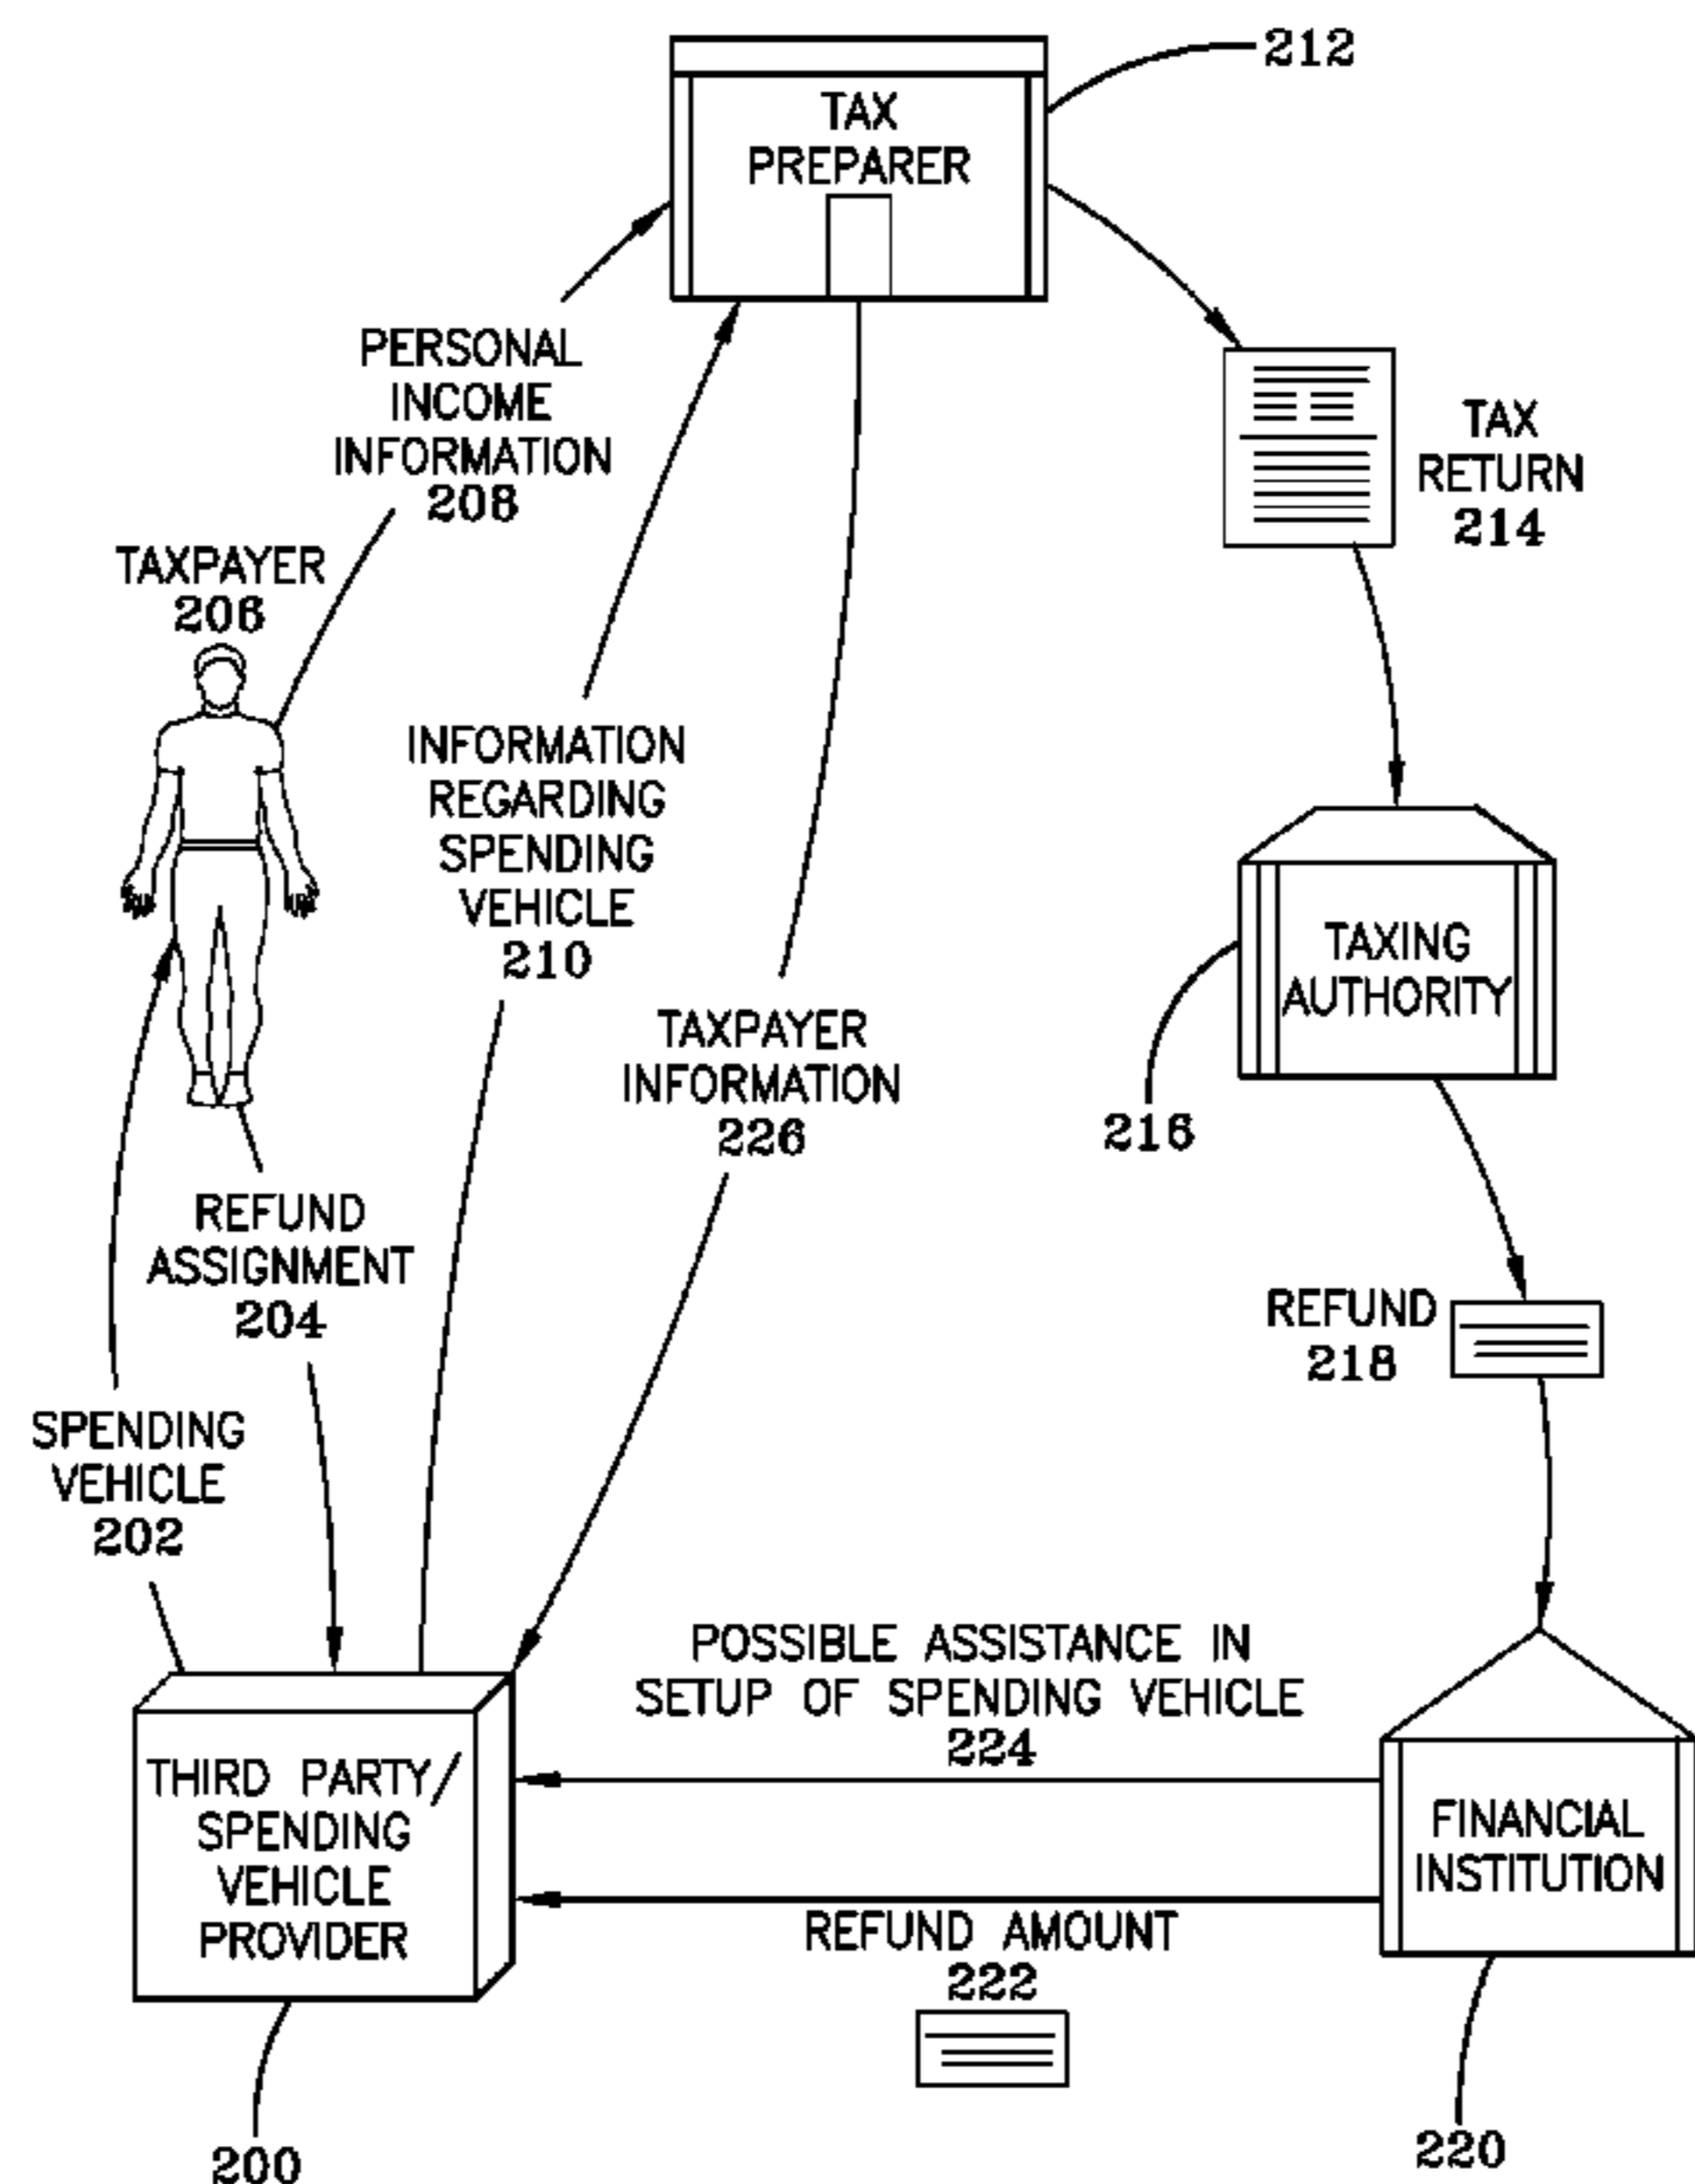 212
TAX
PREPARER
PERSONAL
INCOME
INFORMATION
208
TAX
RETURN
214
TAXPAYER
206
INFORMATION
REGARDING
SPENDING
VEHICLE
210
TAXING
AUTHORITY
216
TAXPAYER
INFORMATION
226
REFUND
ASSIGNMENT
204
REFUND
218
SPENDING
VEHICLE
202
POSSIBLE ASSISTANCE IN
SETUP OF SPENDING VEHICLE
224
THIRD PARTY/
SPENDING
VEHICLE
PROVIDER
FINANCIAL
INSTITUTION
REFUND AMOUNT
222
200
220